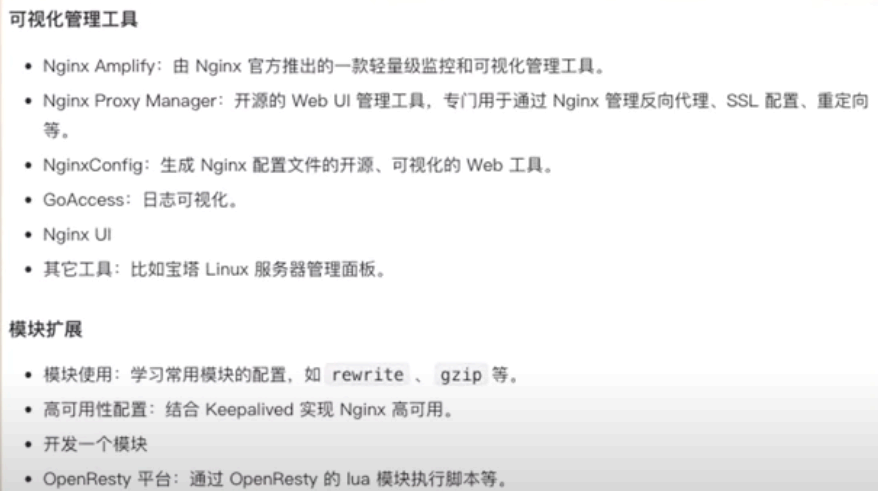 可视化管理工具
• Nginx Amplify：由 Nginx 官方推出的一款轻量级监控和可视化管理工具。
• Nginx Proxy Manager：开源的 Web UI 管理工具，专门用于通过 Nginx 管理反向代理、SSL 配置、重定向
等。
• NginxConfig：生成 Nginx 配置文件的开源、可视化的 Web 工具。
• GoAccess：日志可视化。
• Nginx UI
• 其它工具：比如宝塔 Linux 服务器管理面板。
模块扩展
• 模块使用：学习常用模块的配置，如 rewrite 、 gzip 等。
• 高可用性配置：结合 Keepalived 实现 Nginx 高可用。
• 开发一个模块
• OpenResty 平台：通过 OpenResty 的 lua 模块执行脚本等。